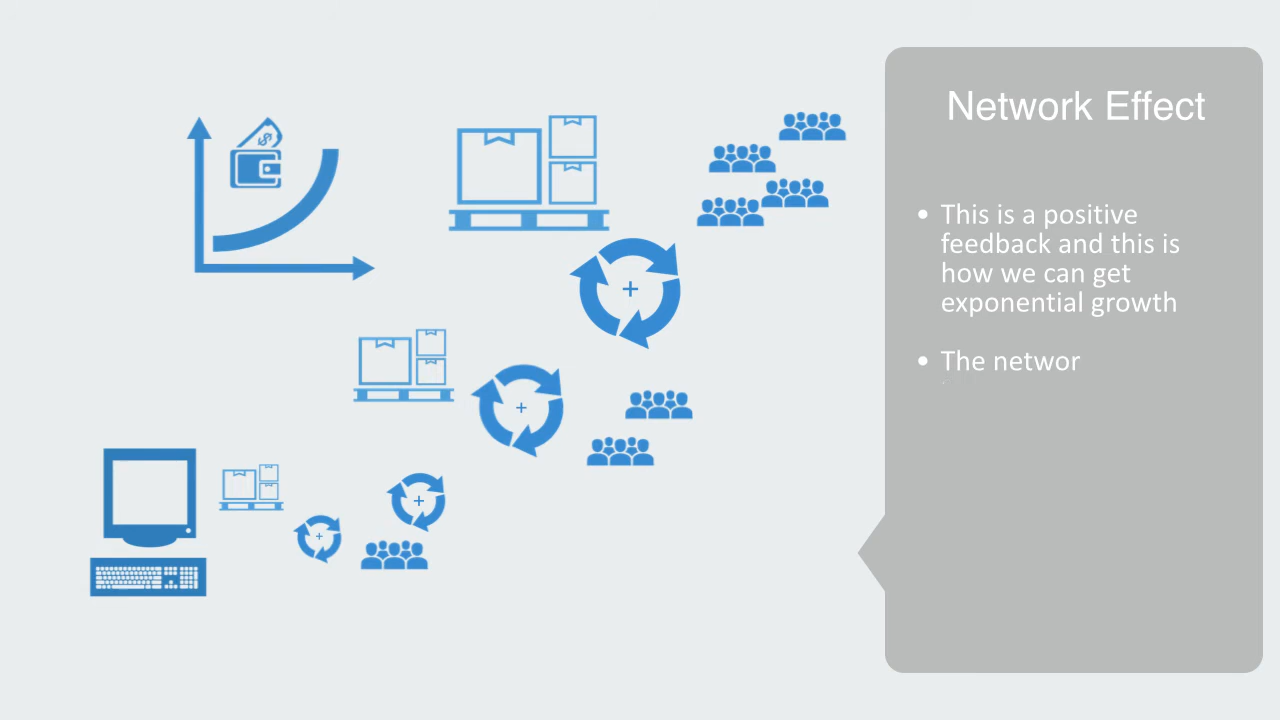 Network Effect
• This is a positive
feedback and this is
how we can get
exponential growth
• The networ